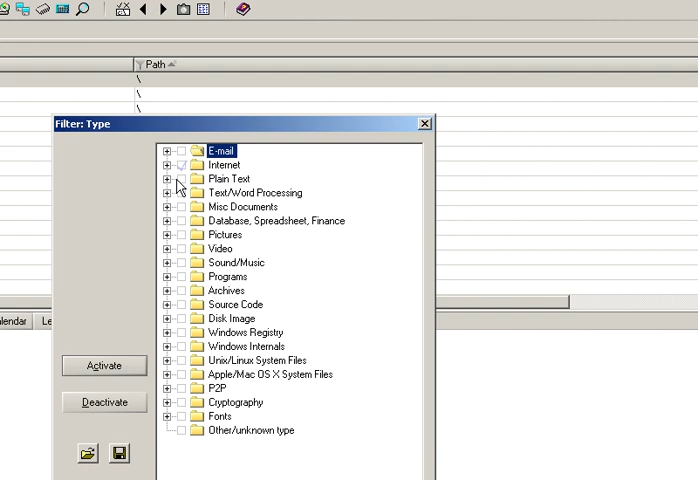 Path
\
\
\
Filter: Type
E-mail
Internet
Plain Text
Text/Word Processing
Misc Documents
Database, Spreadsheet, Finance
Pictures
Video
Sound/Music
Programs
Archives
Source Code
Disk Image
alendar Le
Windows Registry
Windows Internals
Unix/Linux System Files
Activate
Apple/Mac OS X System Files
P2P
Deactivate
Cryptography
Fonts
Other/unknown type